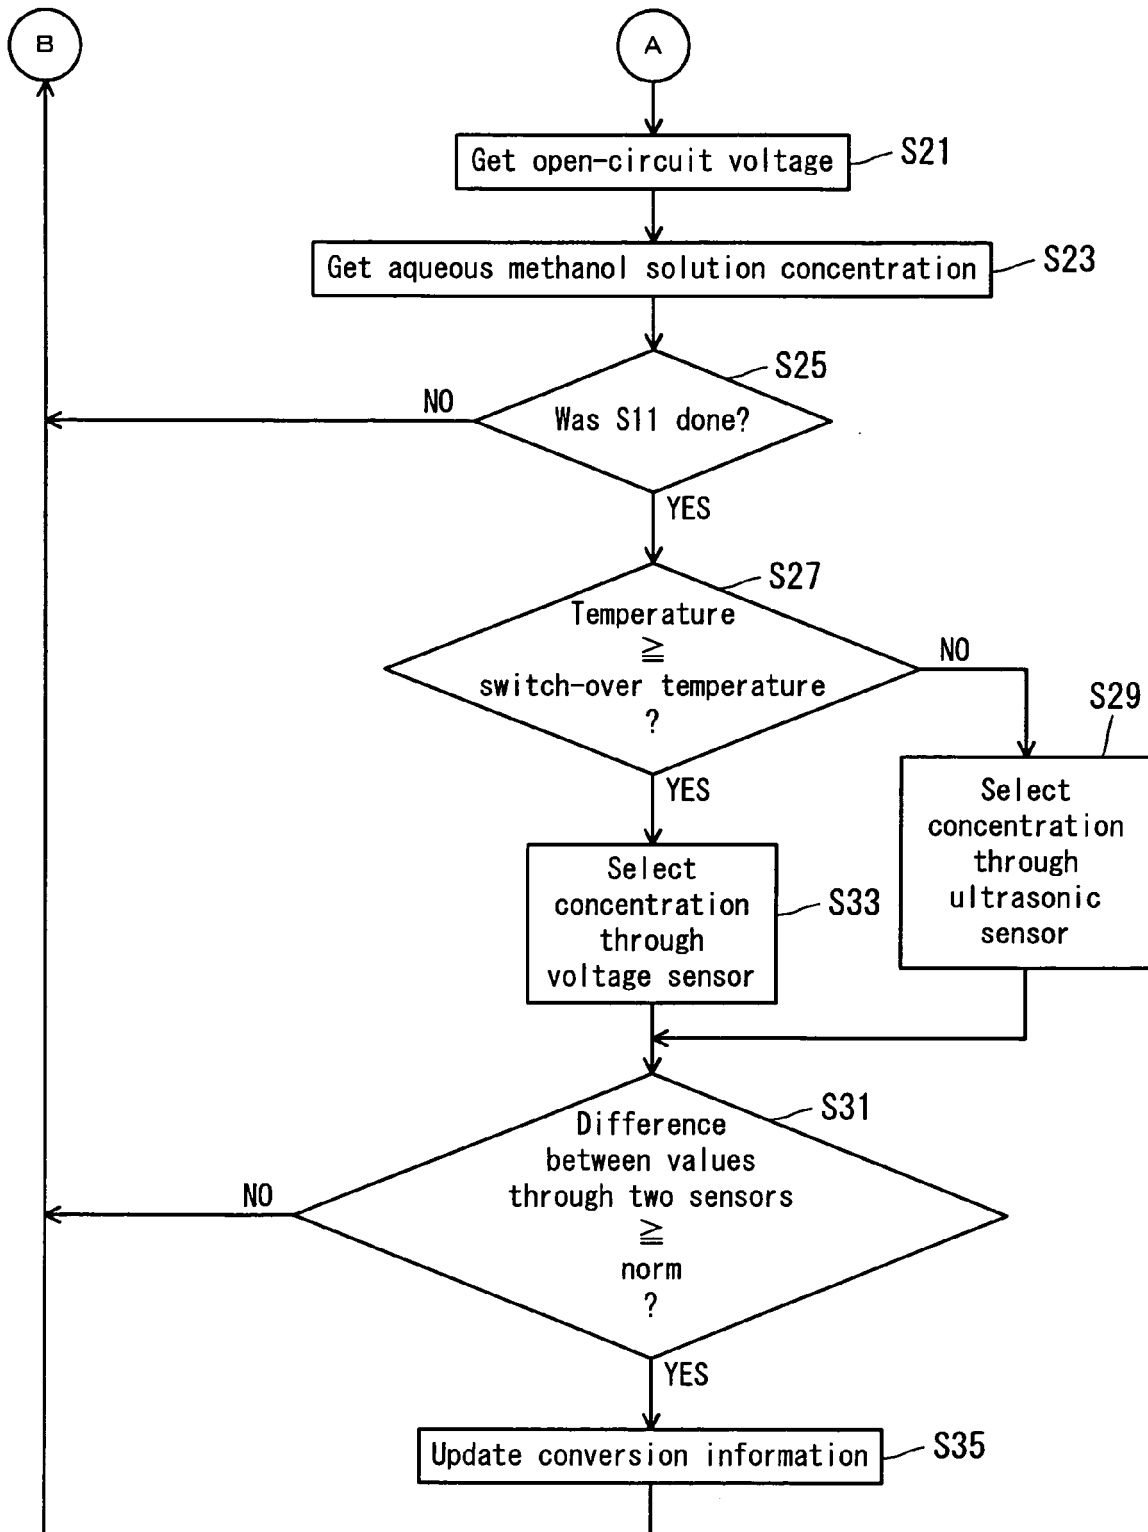 B
A
Get open-circuit voltage
S21
Get aqueous methanol solution concentration
S23
S25
NO
Was S11 done?
YES
S27
Temperature
≧
switch-over temperature
?
NO
S29
YES
Select
concentration
through
ultrasonic
sensor
Select
concentration
through
voltage sensor
S33
S31
Difference
between values
through two sensors
≧
norm
?
NO
YES
Update conversion information
S35